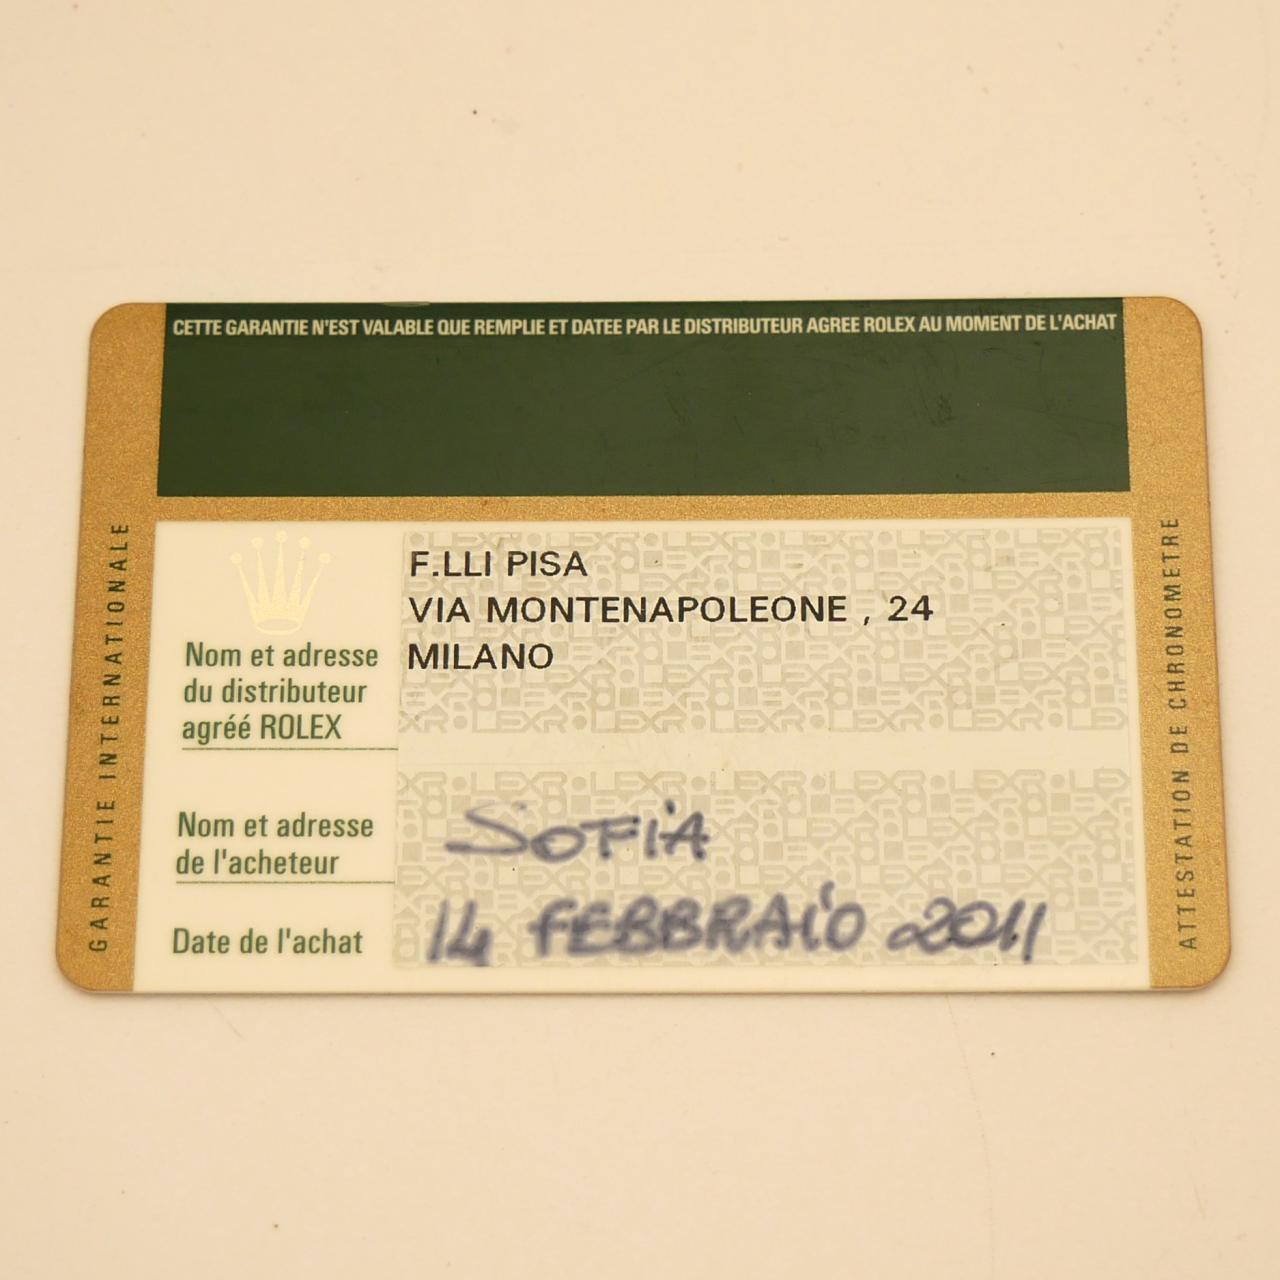 CETTE GARANTIE N'EST VALABLE QUE REMPLIE ET DATEE PAR LE DISTRIBUTEUR AGREE ROLEX AU MOMENT DE L'ACHAT
GARANTIE INTERNATIONALE
F.LLI PISA
VIA MONTENAPOLEONE , 24
MILANO
Nom et adresse
du distributeur
agréé ROLEX
Nom et adresse
de l'acheteur
SOFIA
Date de l'achat
14 FEBBRAIO 2011
ATTESTATION DE CHRONOMETRE